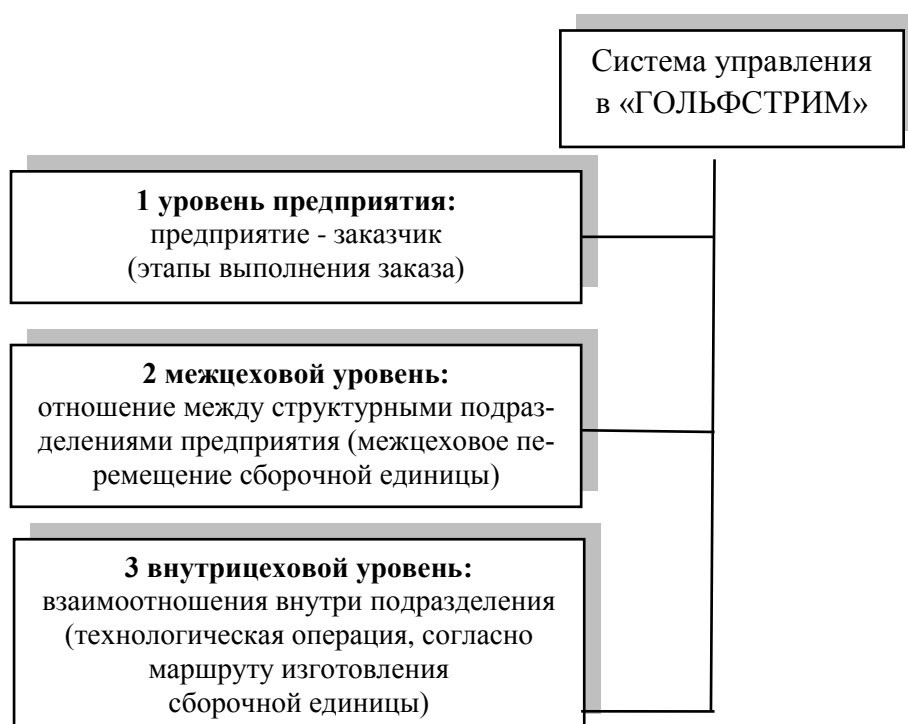 Система управления
в «ГОЛЬФСТРИМ»
1 уровень предприятия:
предприятие - заказчик
(этапы выполнения заказа)
2 межцеховой уровень:
отношение между структурными подраз-
делениями предприятия (межцеховое пе-
ремещение сборочной единицы)
3 внутрицеховой уровень:
взаимоотношения внутри подразделения
(технологическая операция, согласно
маршруту изготовления
сборочной единицы)